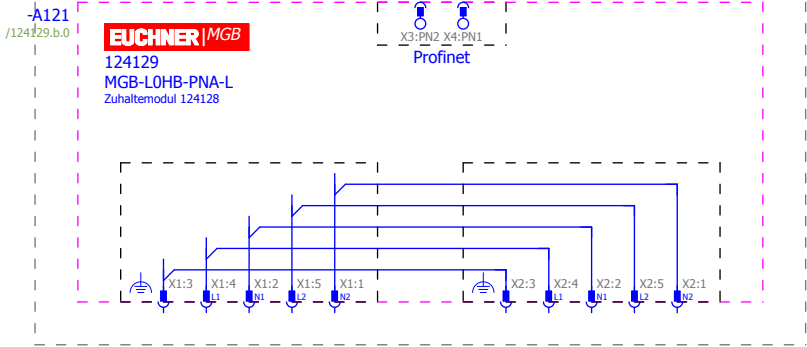 -A121
/124129.b.0
EUCHNER MGB
124129
MGB-L0HB-PNA-L
Zuhaltemodul 124128
X3:PN2 X4:PN1
Profinet
X1:3 X1:4 X1:2 X1:5 X1:1 X2:3 X2:4 X2:2 X2:5 X2:1
L1 N1 L2 N2 L1 N1 L2 N2